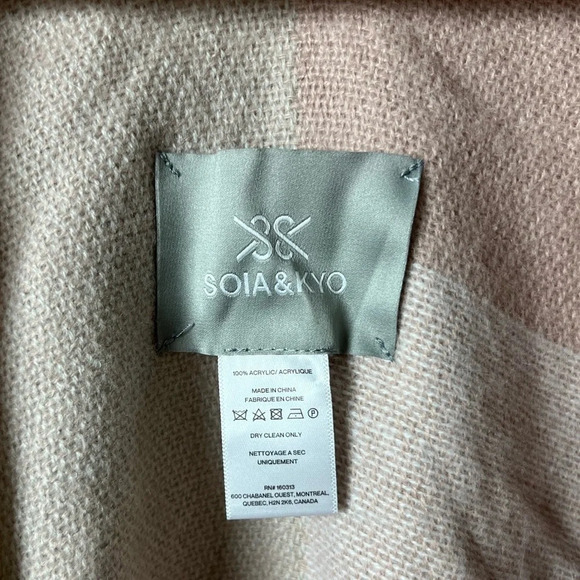 SOIA&KYO
100% ACRYLIC/ ACRYLIQUE
MADE IN CHINA
FABRIQUE EN CHINE
DRY CLEAN ONLY
NETTOYAGE A SEC
UNIQUEMENT
RN# 160313
600 CHABANEL OUEST, MONTREAL,
QUEBEC, H2N 2K6, CANADA